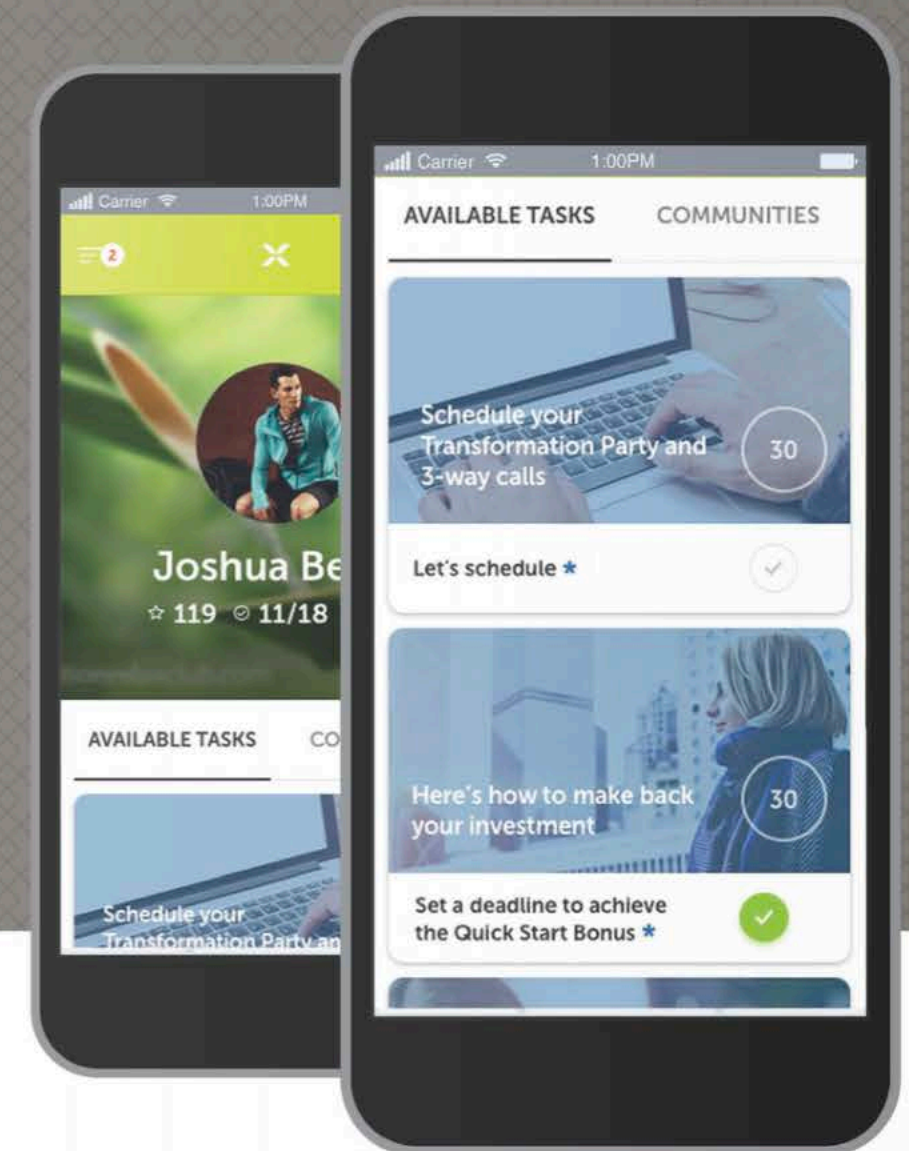 Carrier 1:00PM
2
Joshua Be
119 11/18
AVAILABLE TASKS CO
Schedule your
Transformation Party an
Carrier 1:00PM
AVAILABLE TASKS COMMUNITIES
Schedule your
Transformation Party and
3-way calls
30
Let's schedule *
Here's how to make back
your investment
30
Set a deadline to achieve
the Quick Start Bonus *